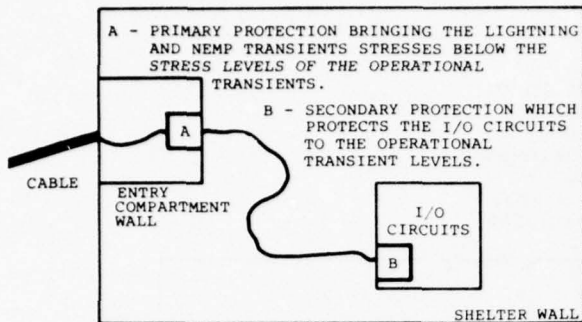 A - PRIMARY PROTECTION BRINGING THE LIGHTNING
AND NEMP TRANSIENTS STRESSES BELOW THE
STRESS LEVELS OF THE OPERATIONAL
TRANSIENTS.
B - SECONDARY PROTECTION WHICH
PROTECTS THE I/O CIRCUITS
TO THE OPERATIONAL
TRANSIENT LEVELS.
A
CABLE
ENTRY
COMPARTMENT
WALL
I/O
CIRCUITS
B
SHELTER WALL